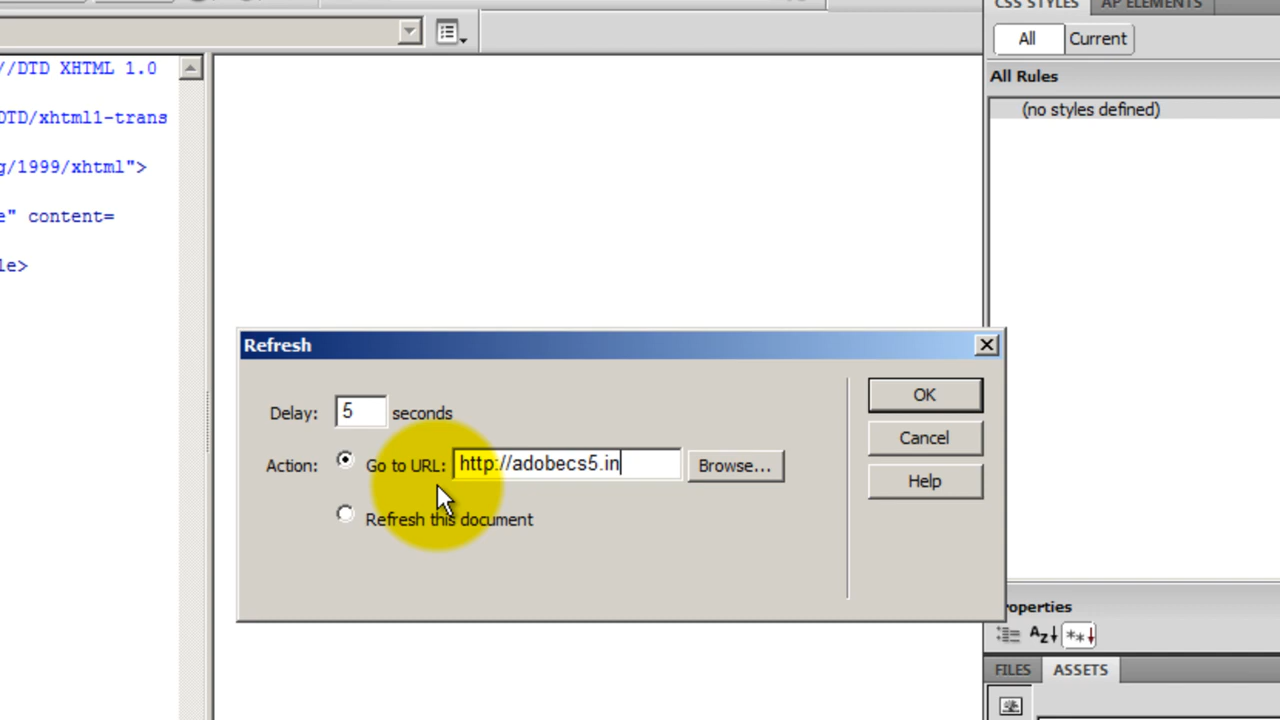 CSS STYLES AP ELEMENTS
All Current
//DTD XHTML 1.0
All Rules
(no styles defined)
DTD/xhtml1-trans
g/1999/xhtml">
e" content=
le>
Refresh
Delay: 5 seconds
OK
Cancel
Action: Go to URL: http://adobecs5.in Browse...
Help
Refresh this document
roperties
FILES ASSETS